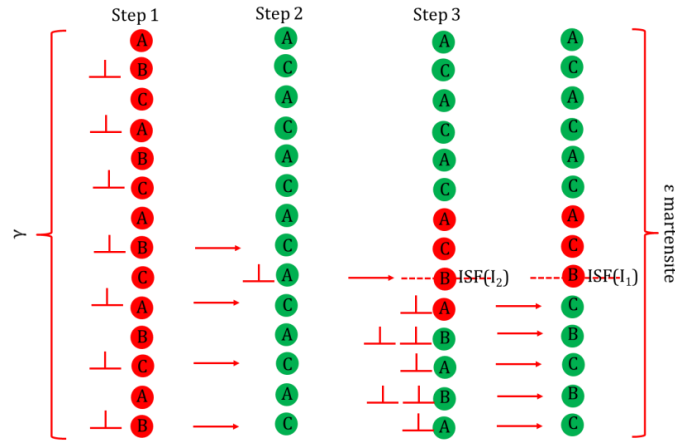 Step 1 Step 2 Step 3
A A A A
B C C C
C A A A
A C C C
B A A A
C C C C
A A A A
γ
B C C C
C A B ISF(I₂) B ISF(I₁)
A C A C
B A B B
C C A C
A A B B
B C A C
ε martensite